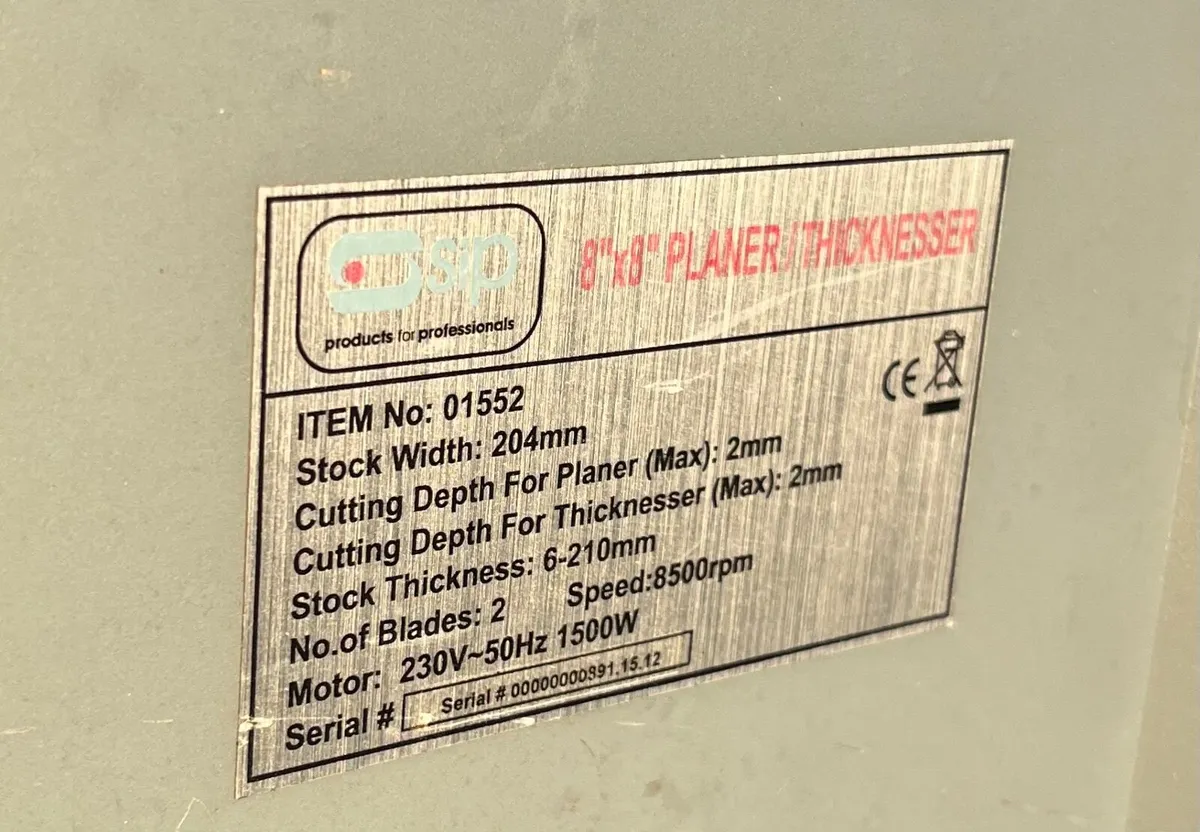 sip
products for professionals
8"x8" PLANER/THICKNESSER
CE
ITEM No: 01552
Stock Width: 204mm
Cutting Depth For Planer (Max): 2mm
Cutting Depth For Thicknesser (Max): 2mm
Stock Thickness: 6-210mm
No.of Blades: 2 Speed:8500rpm
Motor: 230V~50Hz 1500W
Serial # Serial # 00000000891.15.12